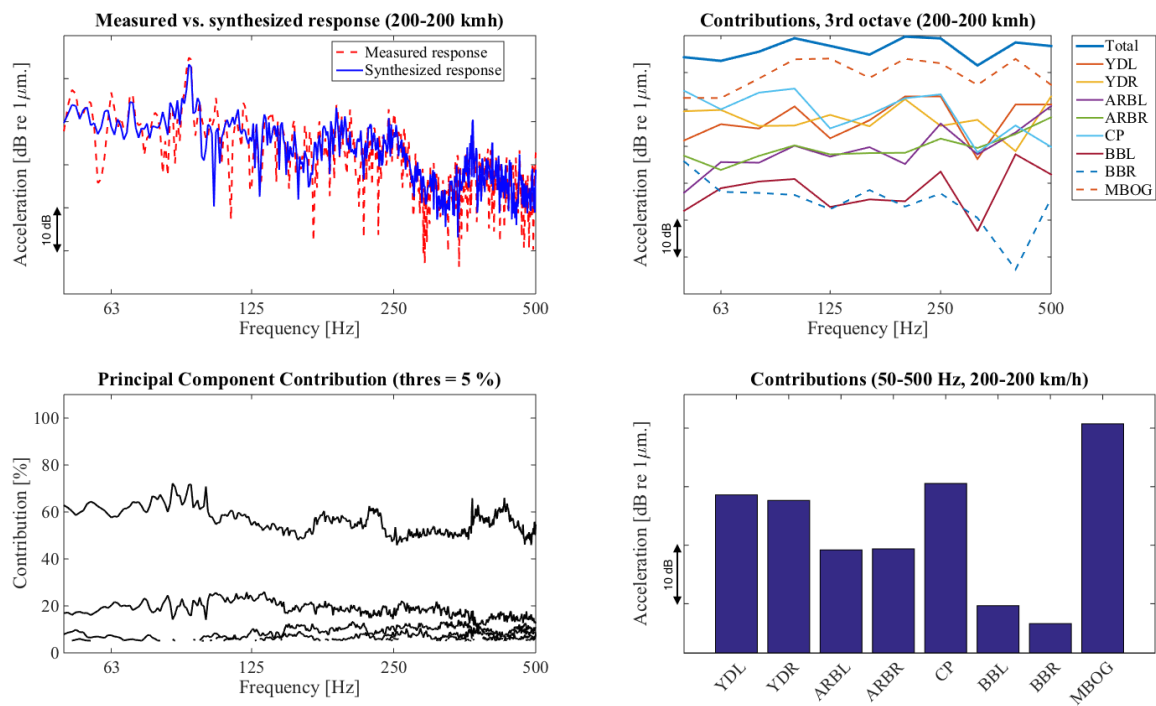 Measured vs. synthesized response (200-200 kmh)
Measured response
Synthesized response
Acceleration [dB re 1 μm.]
10 dB
63
125
250
500
Frequency [Hz]
Contributions, 3rd octave (200-200 kmh)
Acceleration [dB re 1 μm.]
10 dB
63
125
250
500
Frequency [Hz]
Total
YDL
YDR
ARBL
ARBR
CP
BBL
BBR
MBOG
Principal Component Contribution (thres = 5 %)
Contribution [%]
100
80
60
40
20
0
63
125
250
500
Frequency [Hz]
Contributions (50-500 Hz, 200-200 km/h)
Acceleration [dB re 1 μm.]
10 dB
YDL
YDR
ARBL
ARBR
CP
BBL
BBR
MBOG